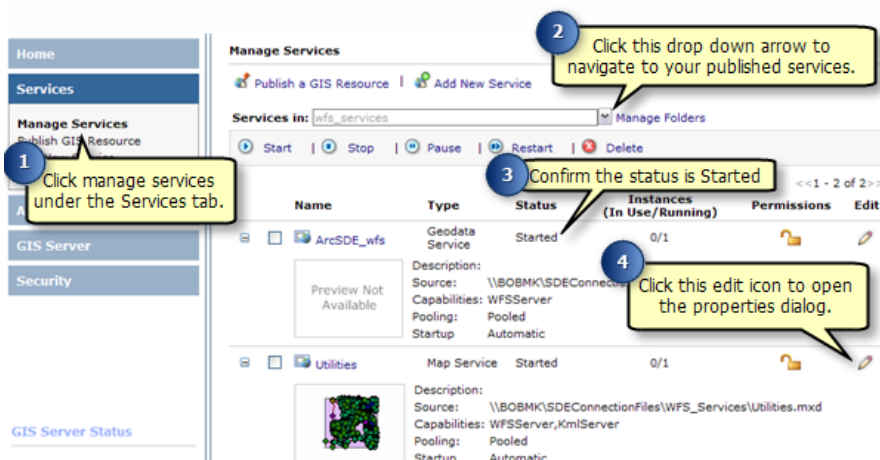 Home
Services
Manage Services
Publish GIS Resource
1
Click manage services
under the Services tab.
A
GIS Server
Security
GIS Server Status
Manage Services
2
Click this drop down arrow to
navigate to your published services.
Publish a GIS Resource | Add New Service
Services in: wfs_services Manage Folders
Start | Stop | Pause | Restart | Delete
3
Confirm the status is Started
<<1 - 2 of 2>>
Name Type Status Instances (In Use/Running) Permissions Edit
ArcSDE_wfs Geodata Service Started 0/1
Preview Not
Available
Description:
Source: \\BOBMK\SDEConnec
Capabilities: WFSServer
Pooling: Pooled
Startup Automatic
4
Click this edit icon to open
the properties dialog.
Utilities Map Service Started 0/1
Description:
Source: \\BOBMK\SDEConnectionFiles\WFS_Services\Utilities.mxd
Capabilities: WFSServer,KmlServer
Pooling: Pooled
Startup Automatic